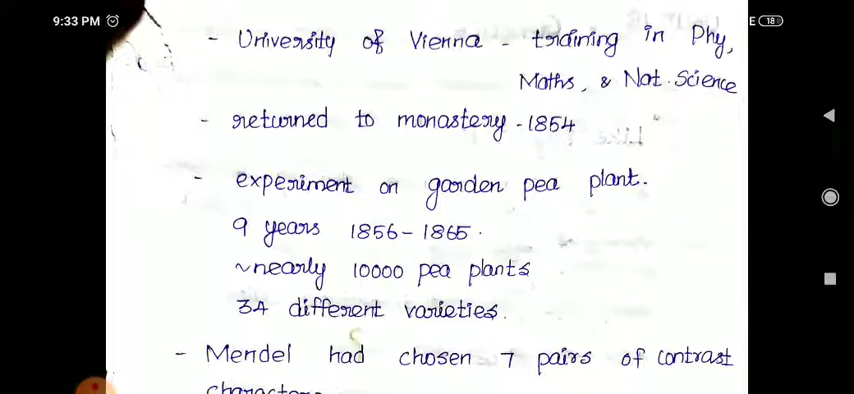 9:33 PM
E 18
- University of Vienna - training in Phy,
Maths, & Nat. Science
- returned to monastery - 1854
- experiment on garden pea plant.
9 years 1856 - 1865.
~nearly 10000 pea plants
34 different varieties.
- Mendel had chosen 7 pairs of contrast